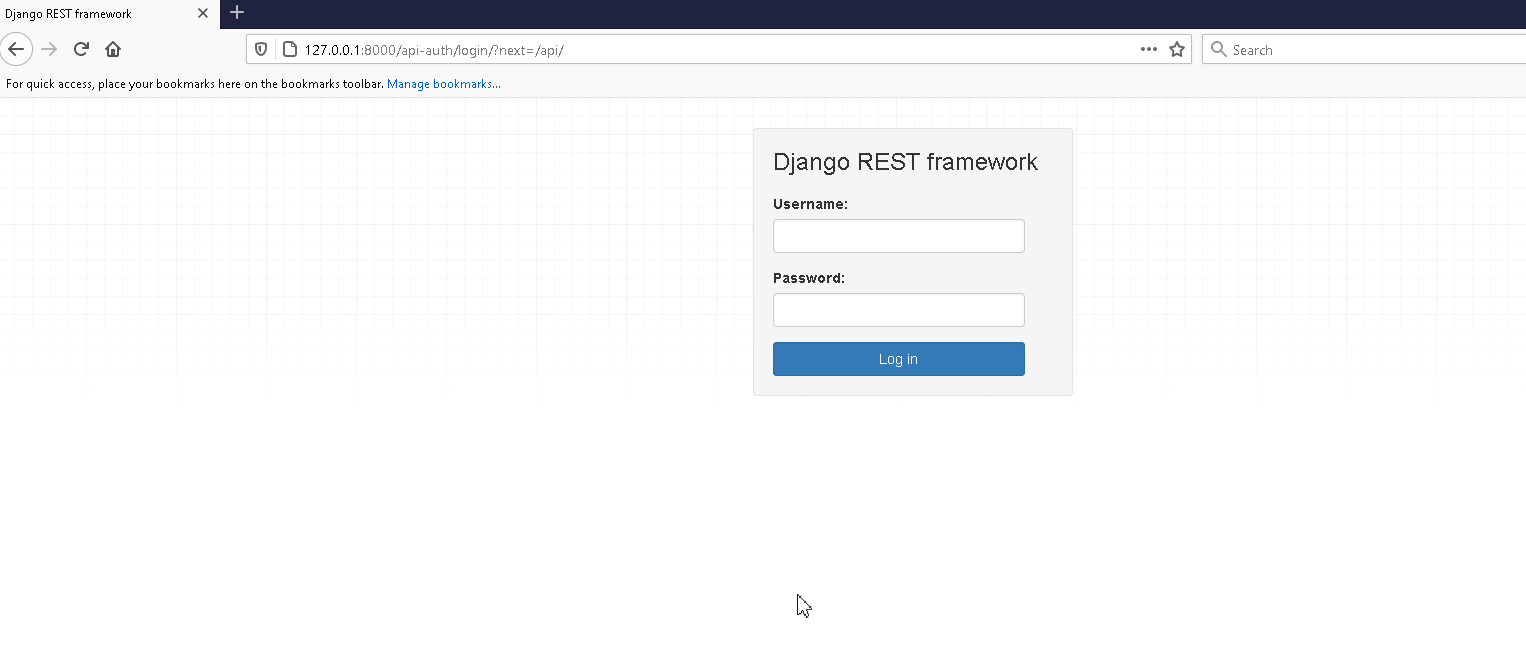 Django REST framework
127.0.0.1:8000/api-auth/login/?next=/api/
Search
For quick access, place your bookmarks here on the bookmarks toolbar. Manage bookmarks...
Django REST framework
Username:
Password:
Log in